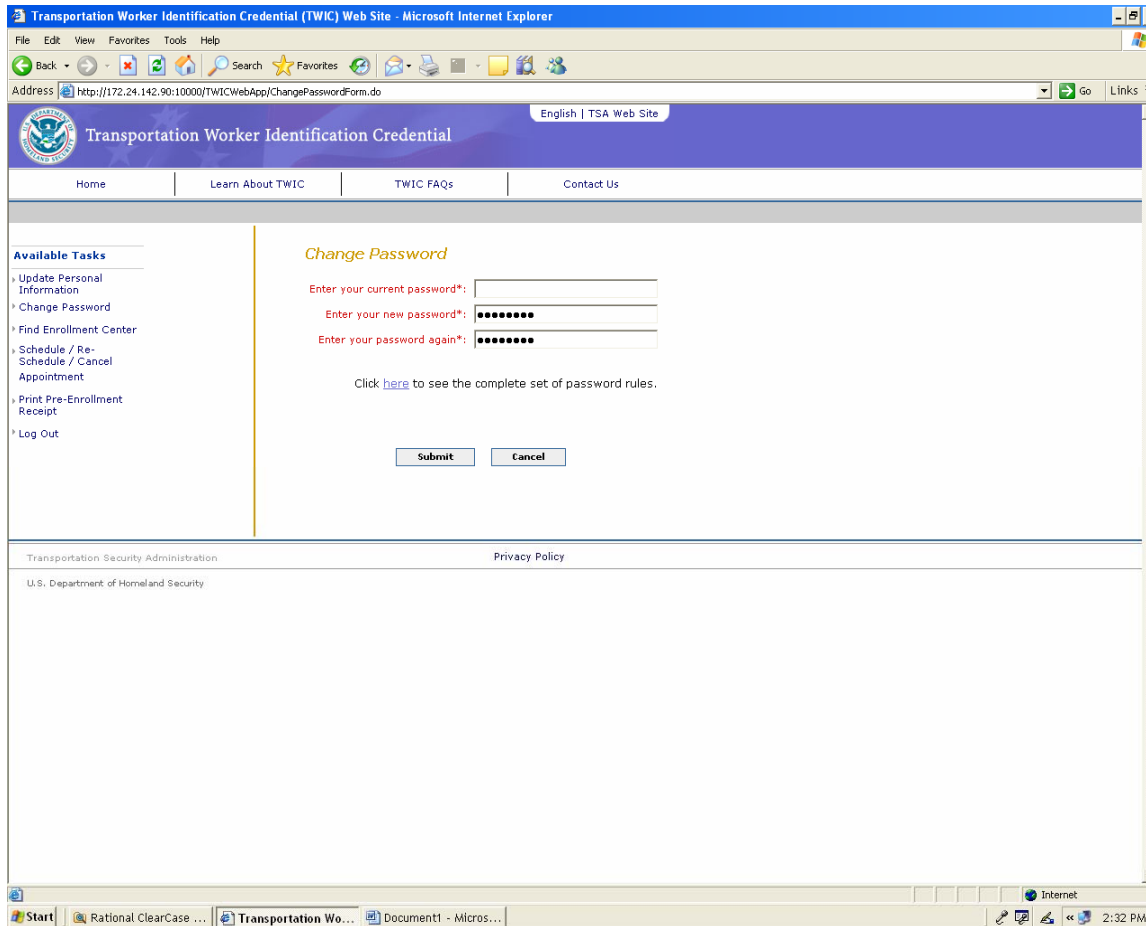 Transportation Worker Identification Credential (TWIC) Web Site - Microsoft Internet Explorer
File Edit View Favorites Tools Help
Back Search Favorites
Address http://172.24.142.90:10000/TWICWebApp/ChangePasswordForm.do Go Links
English | TSA Web Site
Transportation Worker Identification Credential
Home Learn About TWIC TWIC FAQs Contact Us
Available Tasks
Update Personal
Information
Change Password
Find Enrollment Center
Schedule / Re-
Schedule / Cancel
Appointment
Print Pre-Enrollment
Receipt
Log Out
Change Password
Enter your current password*:
Enter your new password*: ●●●●●●●●
Enter your password again*: ●●●●●●●●
Click here to see the complete set of password rules.
Submit Cancel
Transportation Security Administration Privacy Policy
U.S. Department of Homeland Security
Internet
Start Rational ClearCase ... Transportation Wo... Document1 - Micros... « 2:32 PM